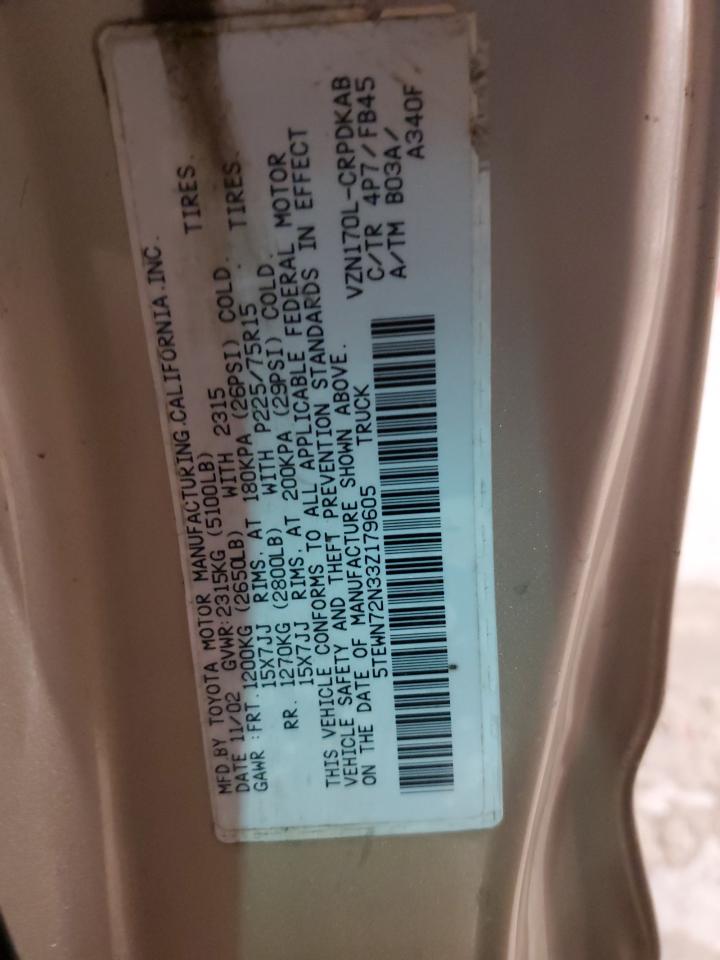 MFD.BY TOYOTA MOTOR MANUFACTURING.CALIFORNIA.INC.
DATE 11/02 GVWR:2315KG (5100LB)
GAWR :FRT.1200KG (2650LB) WITH 2315 TIRES.
15X7JJ RIMS. AT 180KPA (26PSI) COLD.
RR. 1270KG (2800LB) WITH P225/75R15 TIRES.
15X7JJ RIMS. AT 200KPA (29PSI) COLD.
THIS VEHICLE CONFORMS TO ALL APPLICABLE FEDERAL MOTOR
VEHICLE SAFETY AND THEFT PREVENTION STANDARDS IN EFFECT
ON THE DATE OF MANUFACTURE SHOWN ABOVE.
5TEWN72N33Z179605 TRUCK
VZN170L-CRPDKAB
C/TR 4P7/FB45
A/TM B03A/
A340F